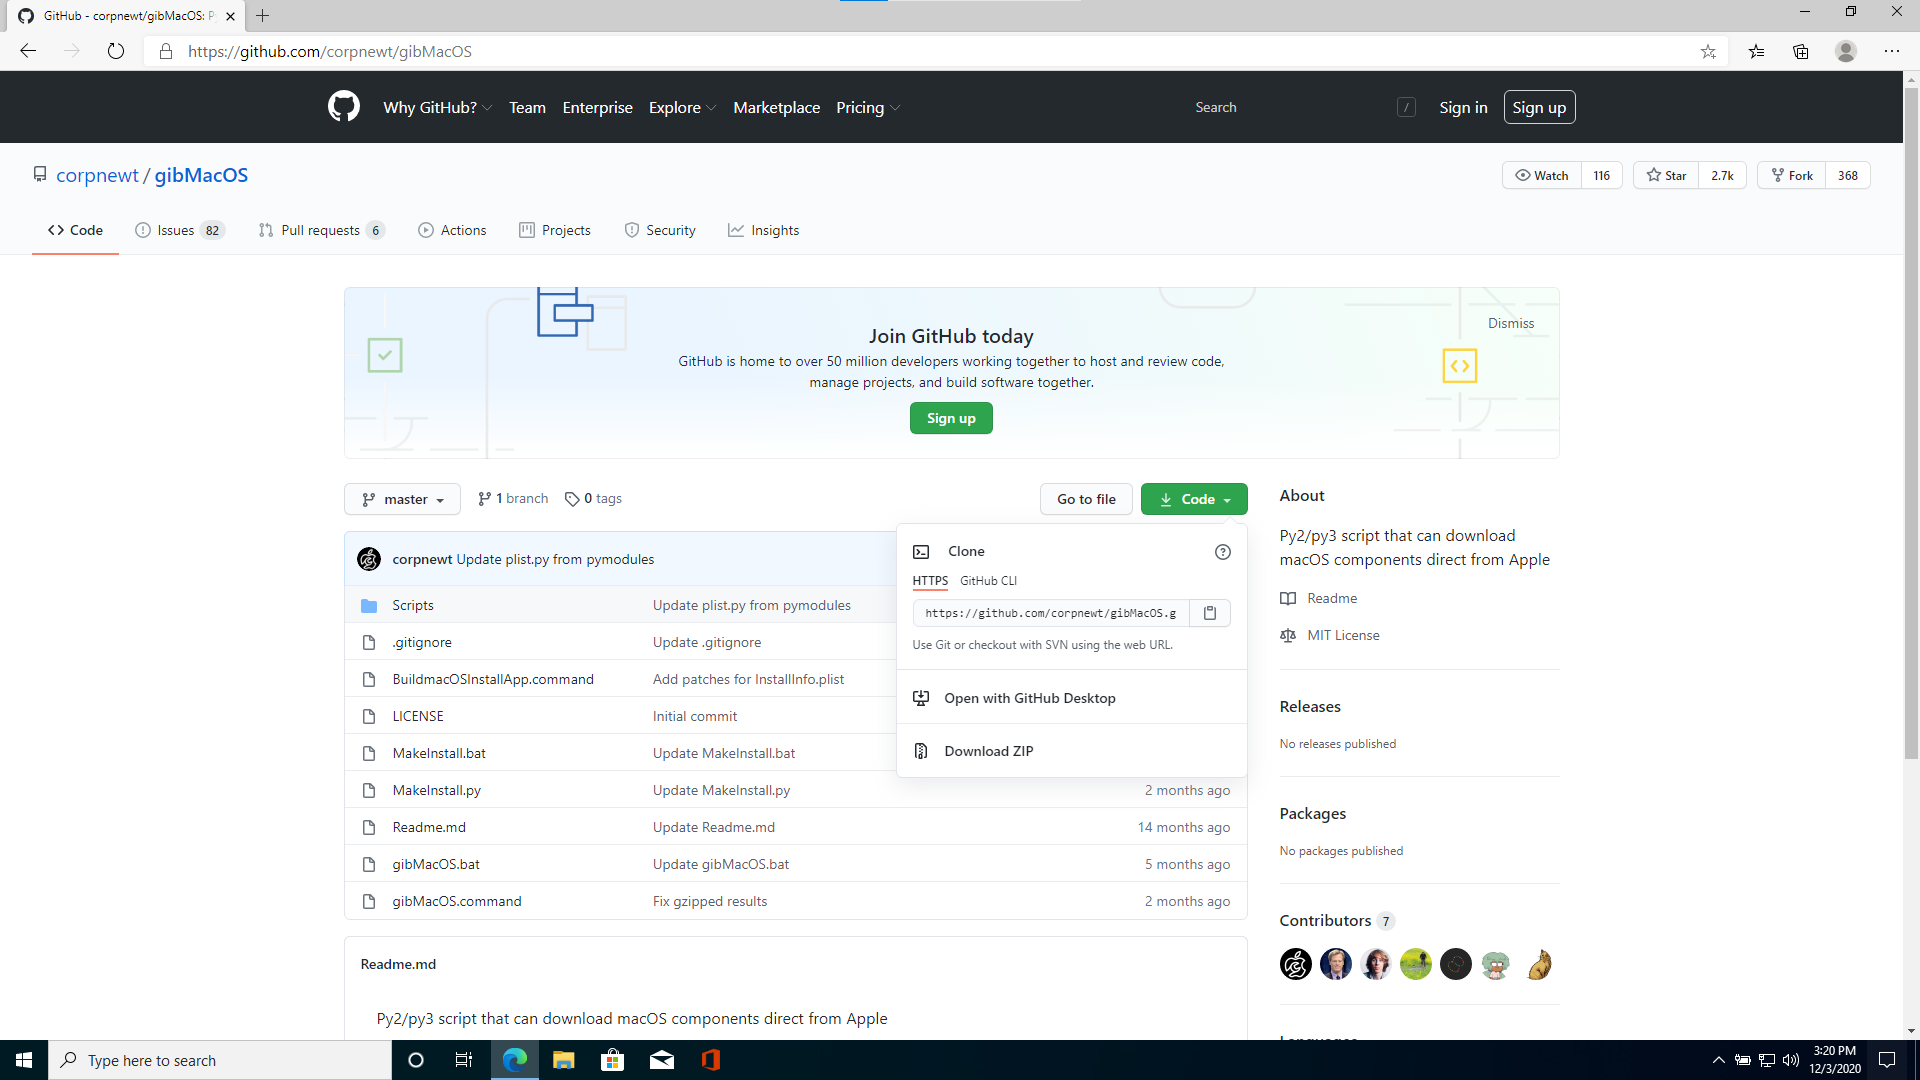 GitHub - corpnewt/gibMacOS: P
https://github.com/corpnewt/gibMacOS
Why GitHub? Team Enterprise Explore Marketplace Pricing
Search / Sign in Sign up
corpnewt / gibMacOS
Watch 116 Star 2.7k Fork 368
Code Issues 82 Pull requests 6 Actions Projects Security Insights
Join GitHub today
Dismiss
GitHub is home to over 50 million developers working together to host and review code,
manage projects, and build software together.
Sign up
master 1 branch 0 tags Go to file Code
corpnewt Update plist.py from pymodules
Scripts Update plist.py from pymodules
.gitignore Update .gitignore
BuildmacOSInstallApp.command Add patches for InstallInfo.plist
LICENSE Initial commit
MakeInstall.bat Update MakeInstall.bat
MakeInstall.py Update MakeInstall.py 2 months ago
Readme.md Update Readme.md 14 months ago
gibMacOS.bat Update gibMacOS.bat 5 months ago
gibMacOS.command Fix gzipped results 2 months ago
Clone
HTTPS GitHub CLI
https://github.com/corpnewt/gibMacOS.g
Use Git or checkout with SVN using the web URL.
Open with GitHub Desktop
Download ZIP
Readme.md
Py2/py3 script that can download macOS components direct from Apple
About
Py2/py3 script that can download
macOS components direct from Apple
Readme
MIT License
Releases
No releases published
Packages
No packages published
Contributors 7
Languages
Type here to search
3:20 PM
12/3/2020